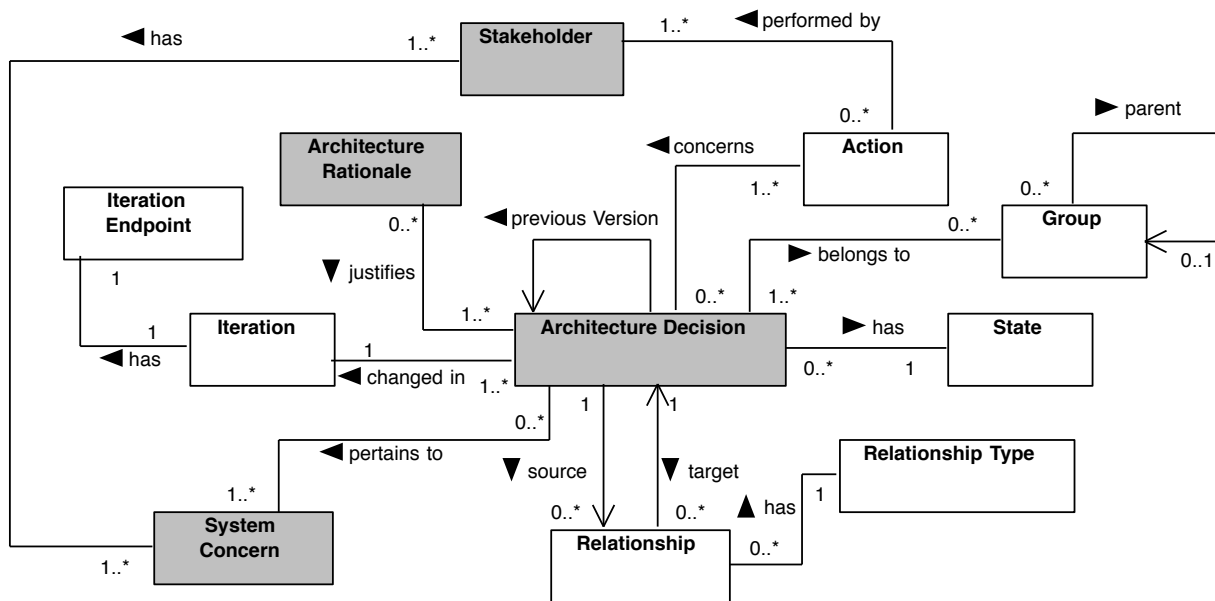 has
1..*
Stakeholder
1..*
performed by
0..*
parent
Architecture
Rationale
concerns
Action
1..*
0..*
Iteration
Endpoint
0..*
previous Version
0..*
Group
belongs to
0..1
1
justifies
1..*
0..*
1..*
1
Iteration
1
Architecture Decision
has
State
has
changed in
1..*
0..*
1
0..*
1
1
pertains to
source
target
Relationship Type
1..*
has
1
System
Concern
0..*
0..*
Relationship
0..*
1..*